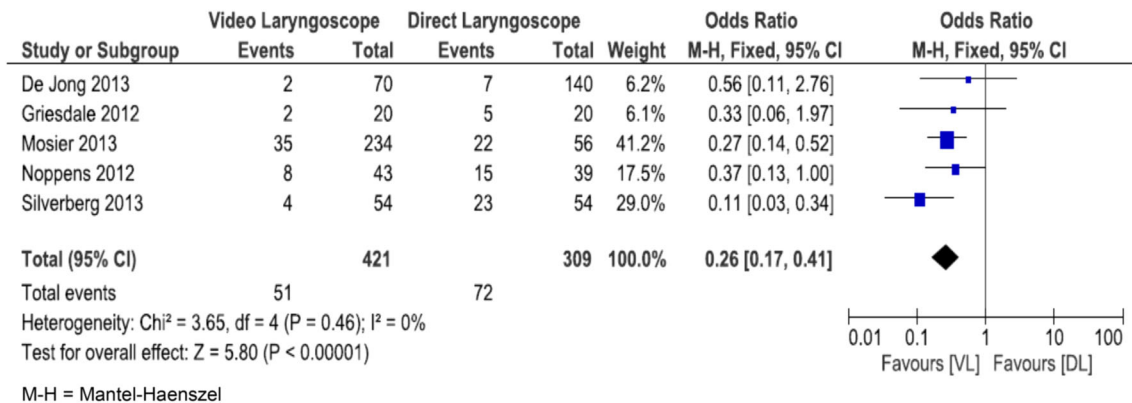 Video Laryngoscope Direct Laryngoscope Odds Ratio Odds Ratio
Study or Subgroup Events Total Events Total Weight M-H, Fixed, 95% CI M-H, Fixed, 95% CI
De Jong 2013 2 70 7 140 6.2% 0.56 [0.11, 2.76]
Griesdale 2012 2 20 5 20 6.1% 0.33 [0.06, 1.97]
Mosier 2013 35 234 22 56 41.2% 0.27 [0.14, 0.52]
Noppens 2012 8 43 15 39 17.5% 0.37 [0.13, 1.00]
Silverberg 2013 4 54 23 54 29.0% 0.11 [0.03, 0.34]
Total (95% CI) 421 309 100.0% 0.26 [0.17, 0.41]
Total events 51 72
Heterogeneity: Chi² = 3.65, df = 4 (P = 0.46); I² = 0%
Test for overall effect: Z = 5.80 (P < 0.00001)
0.01 0.1 1 10 100
Favours [VL] Favours [DL]
M-H = Mantel-Haenszel